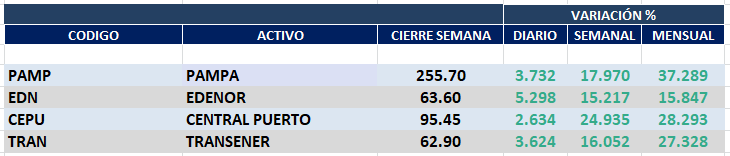 VARIACIÓN %
CODIGO ACTIVO CIERRE SEMANA DIARIO SEMANAL MENSUAL
PAMP PAMPA 255.70 3.732 17.970 37.289
EDN EDENOR 63.60 5.298 15.217 15.847
CEPU CENTRAL PUERTO 95.45 2.634 24.935 28.293
TRAN TRANSENER 62.90 3.624 16.052 27.328